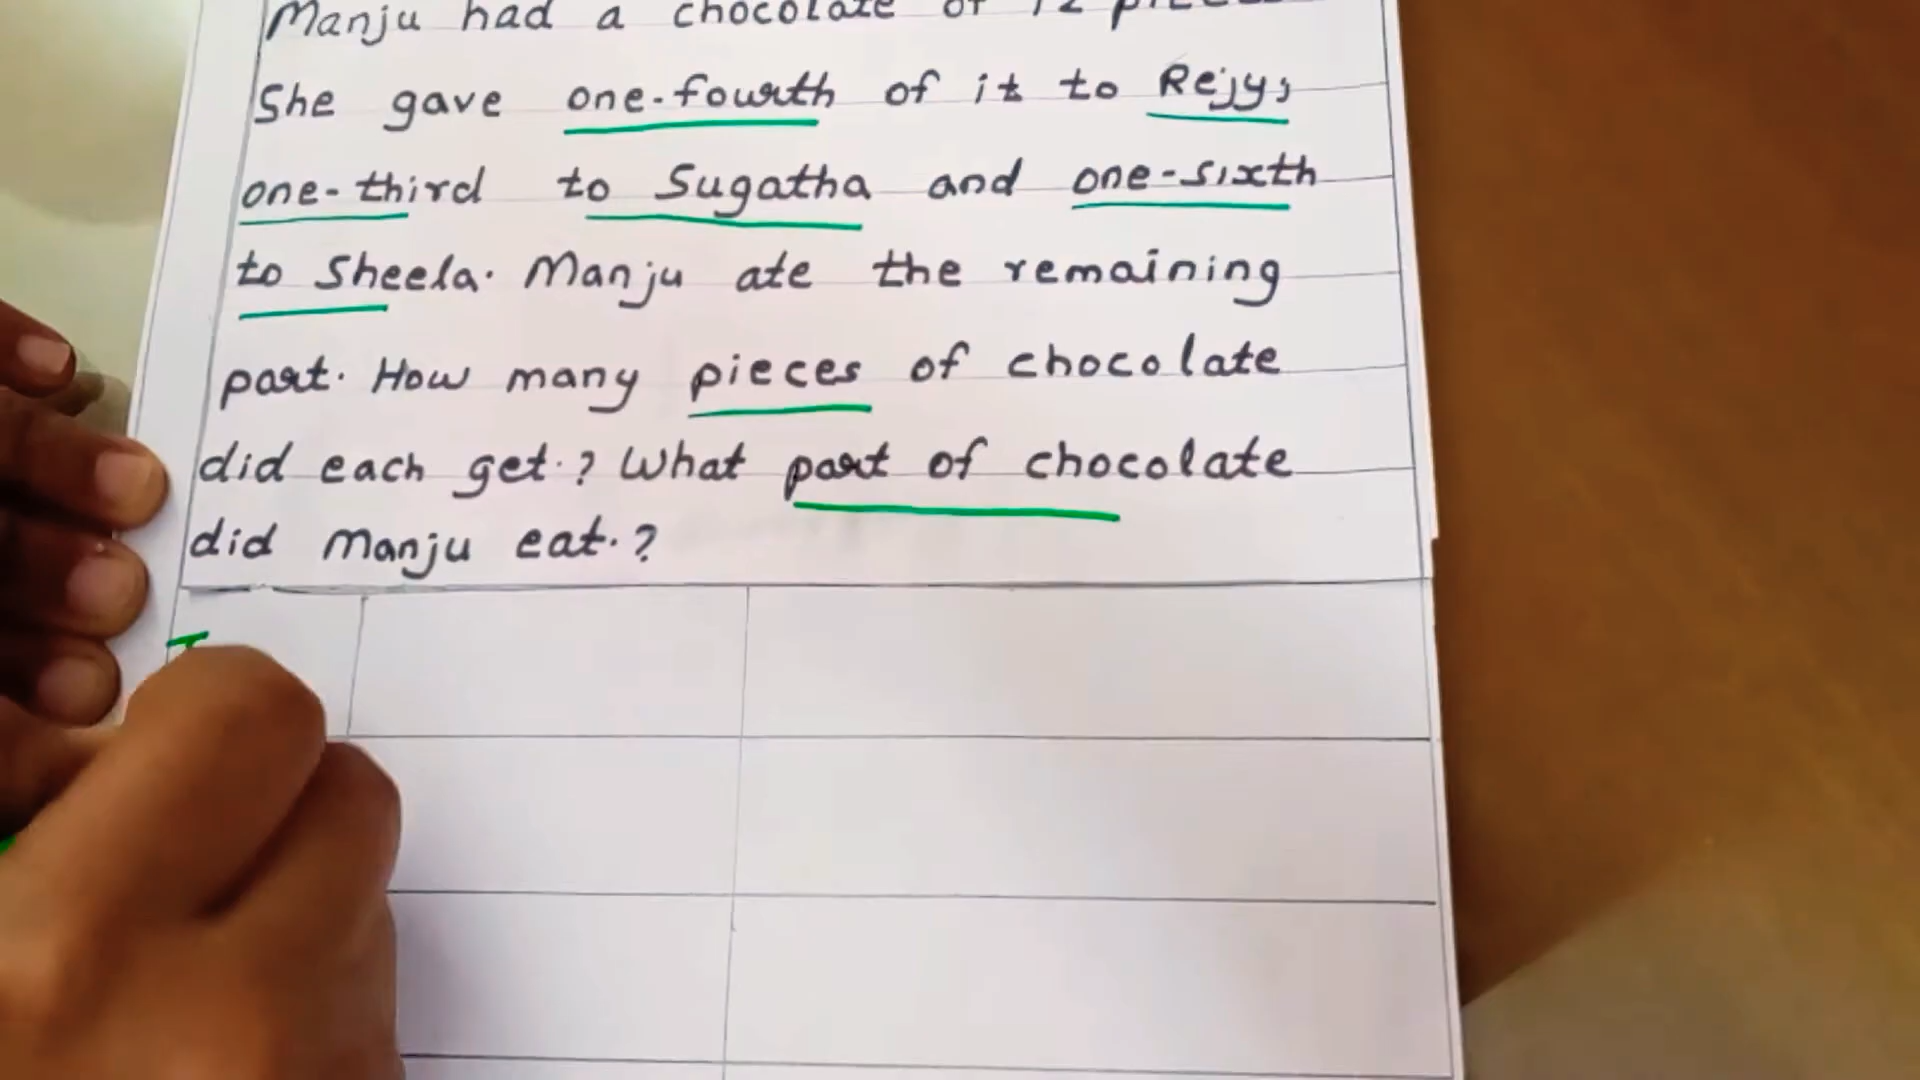 Manju had a chocolate of 12 pieces
She gave one-fourth of it to Rejy,
one-third to Sugatha and one-sixth
to Sheela. Manju ate the remaining
part. How many pieces of chocolate
did each get.? What part of chocolate
did Manju eat.?